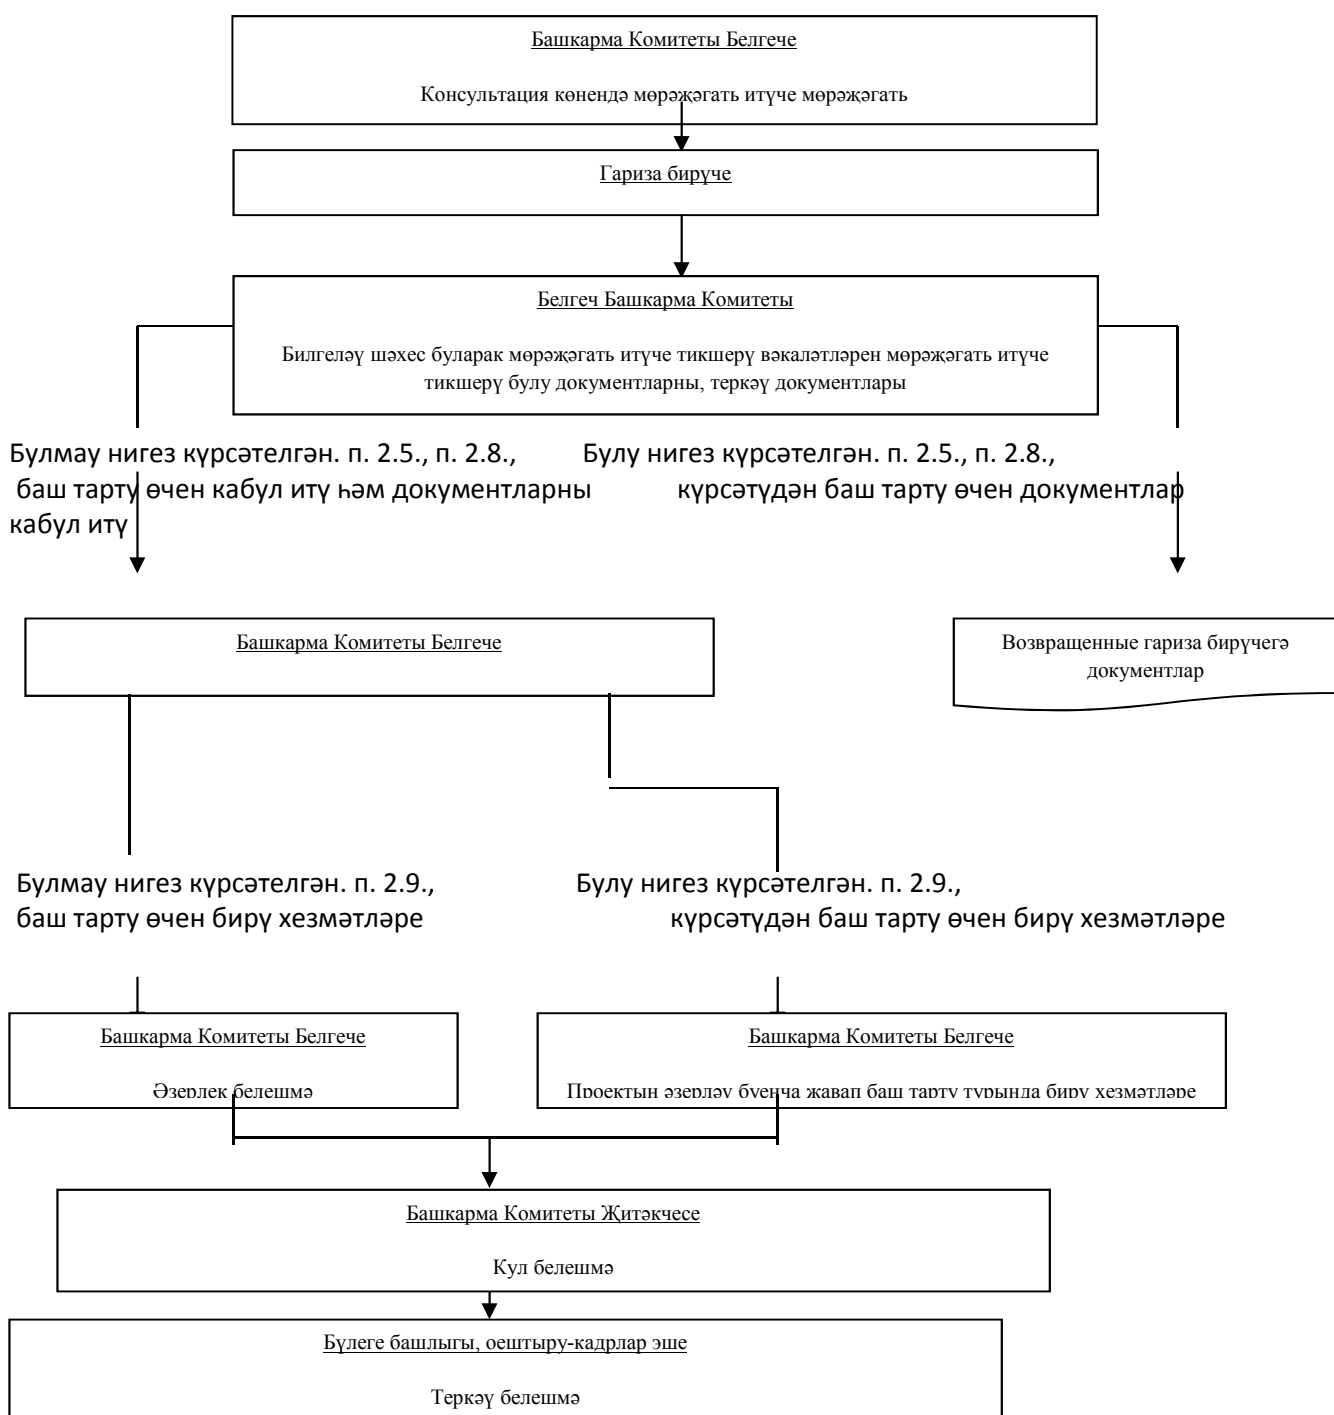 Башкарма Комитеты Белгече
Консультация көнендә мөрәҗәгать итүче мөрәҗәгать
Гариза бирүче
Белгеч Башкарма Комитеты
Билгеләү шәхес буларак мөрәҗәгать итүче тикшерү вәкаләтләрен мөрәҗәгать итүче
тикшерү булу документларны, теркәү документлары
Булмау нигез күрсәтелгән. п. 2.5., п. 2.8.,
баш тарту өчен кабул итү һәм документларны
кабул итү
Булу нигез күрсәтелгән. п. 2.5., п. 2.8.,
күрсәтүдән баш тарту өчен документлар
Башкарма Комитеты Белгече
Возвращенные гариза бирүчегә
документлар
Булмау нигез күрсәтелгән. п. 2.9.,
баш тарту өчен бирү хезмәтләре
Булу нигез күрсәтелгән. п. 2.9.,
күрсәтүдән баш тарту өчен бирү хезмәтләре
Башкарма Комитеты Белгече
Әзерлек белешмә
Башкарма Комитеты Белгече
Проектын әзерләү буенча җавап баш тарту турында бирү хезмәтләре
Башкарма Комитеты Җитәкчесе
Кул белешмә
Бүлеге башлыгы, оештыру-кадрлар эше
Теркәү белешмә